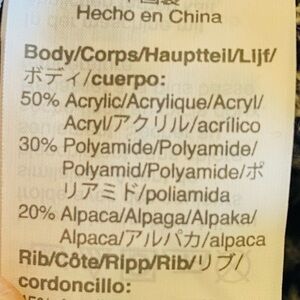 Hecho en China
Body/Corps/Hauptteil/Lijf/
ボディ/cuerpo:
50% Acrylic/Acrylique/Acryl/
Acryl/アクリル/acrílico
30% Polyamide/Polyamide/
Polyamid/Polyamide/ポ
リアミド/poliamida
20% Alpaca/Alpaga/Alpaka/
Alpaca/アルパカ/alpaca
Rib/Côte/Ripp/Rib/リブ/
cordoncillo: